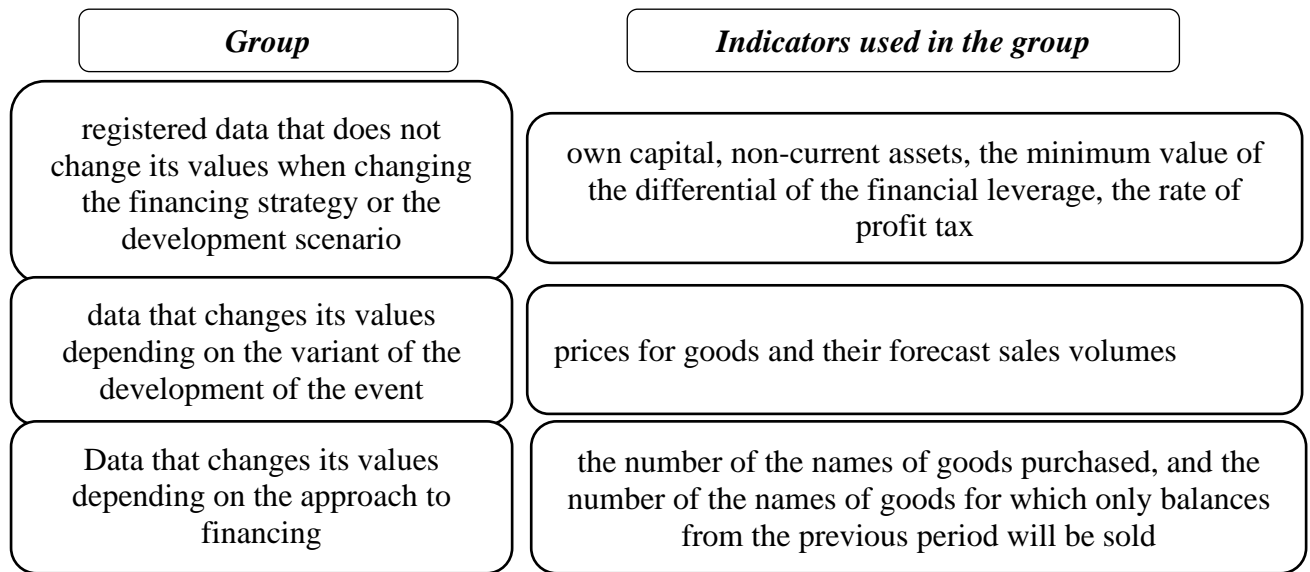 Group
Indicators used in the group
registered data that does not
change its values when changing
the financing strategy or the
development scenario
own capital, non-current assets, the minimum value of
the differential of the financial leverage, the rate of
profit tax
data that changes its values
depending on the variant of the
development of the event
prices for goods and their forecast sales volumes
Data that changes its values
depending on the approach to
financing
the number of the names of goods purchased, and the
number of the names of goods for which only balances
from the previous period will be sold